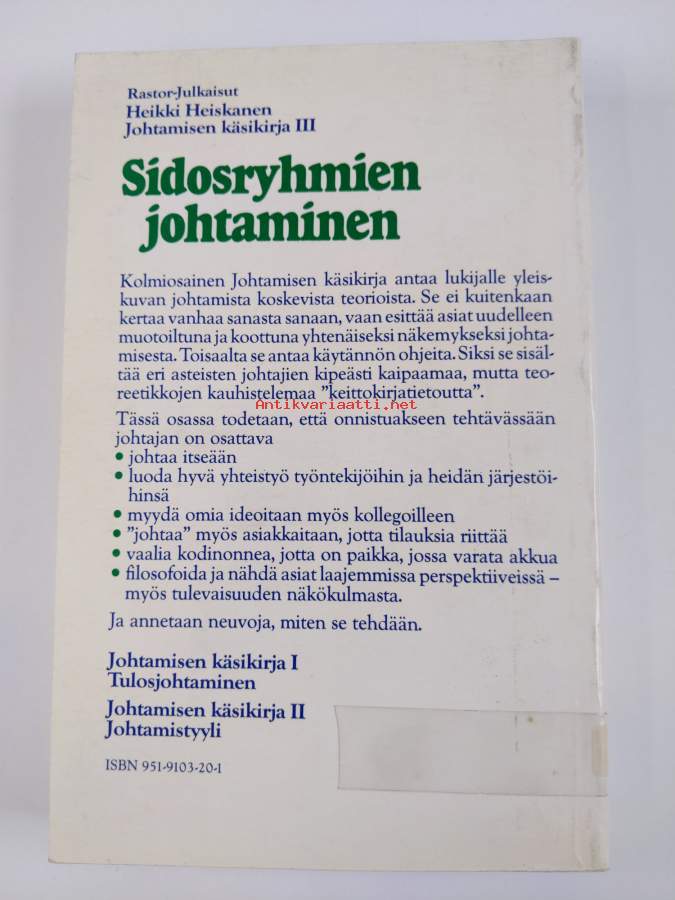 Rastor-Julkaisut
Heikki Heiskanen
Johtamisen käsikirja III
Sidosryhmien
johtaminen
Kolmiosainen Johtamisen käsikirja antaa lukijalle yleis-
kuvan johtamista koskevista teorioista. Se ei kuitenkaan
kertaa vanhaa sanasta sanaan, vaan esittää asiat uudelleen
muotoiltuna ja koottuna yhtenäiseksi näkemykseksi johta-
misesta. Toisaalta se antaa käytännön ohjeita. Siksi se sisäl-
tää eri asteisten johtajien kipeästi kaipaamaa, mutta teo-
reetikkojen kauhistelemaa "keittokirjatietoutta".
Antikvariaatti.net
Tässä osassa todetaan, että onnistuakseen tehtävässään
johtajan on osattava
• johtaa itseään
• luoda hyvä yhteistyö työntekijöihin ja heidän järjestöi-
hinsä
• myydä omia ideoitaan myös kollegoilleen
• "johtaa" myös asiakkaitaan, jotta tilauksia riittää
• vaalia kodinonnea, jotta on paikka, jossa varata akkua
• filosofoida ja nähdä asiat laajemmissa perspektiiveissä –
myös tulevaisuuden näkökulmasta.
Ja annetaan neuvoja, miten se tehdään.
Johtamisen käsikirja I
Tulosjohtaminen
Johtamisen käsikirja II
Johtamistyyli
ISBN 951-9103-20-1